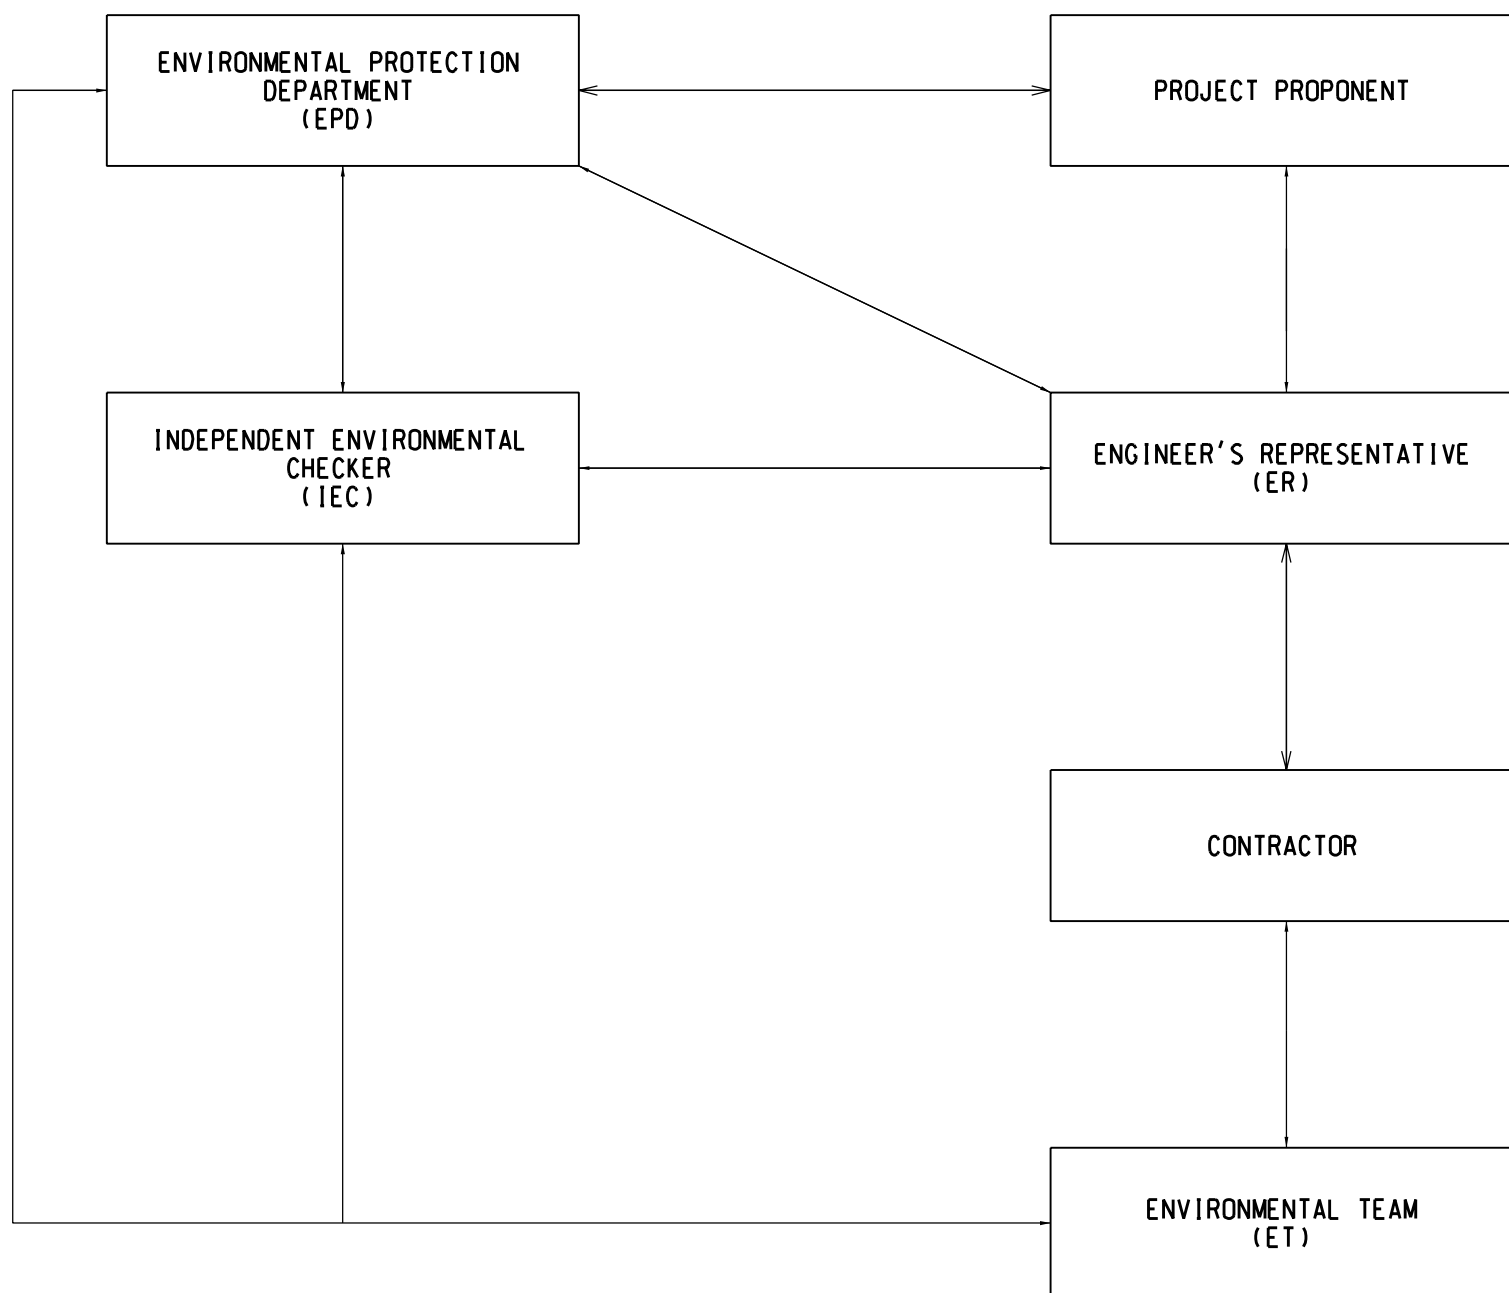 ENVIRONMENTAL PROTECTION
DEPARTMENT
(EPD)
PROJECT PROPONENT
INDEPENDENT ENVIRONMENTAL
CHECKER
(IEC)
ENGINEER'S REPRESENTATIVE
(ER)
CONTRACTOR
ENVIRONMENTAL TEAM
(ET)